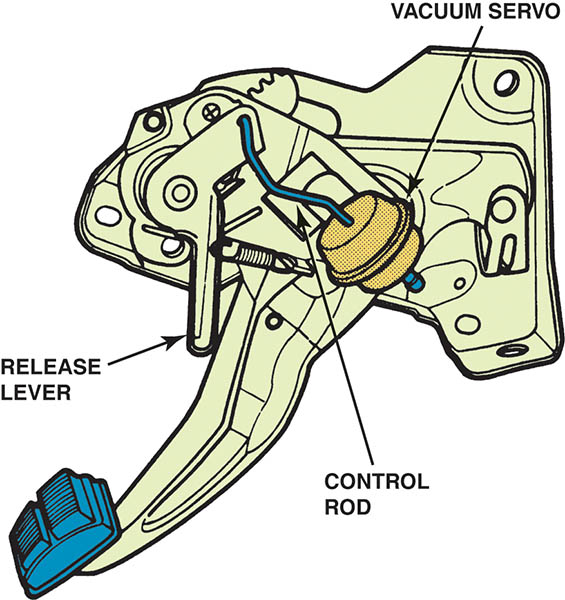 VACUUM SERVO
RELEASE
LEVER
CONTROL
ROD